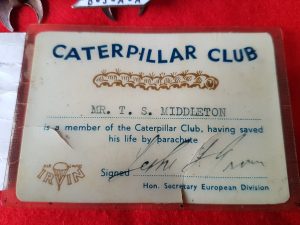 CATERPILLAR CLUB
MR. T. S. MIDDLETON
is a member of the Caterpillar Club, having saved
his life by parachute
Signed
IRVIN
Hon. Secretary European Division